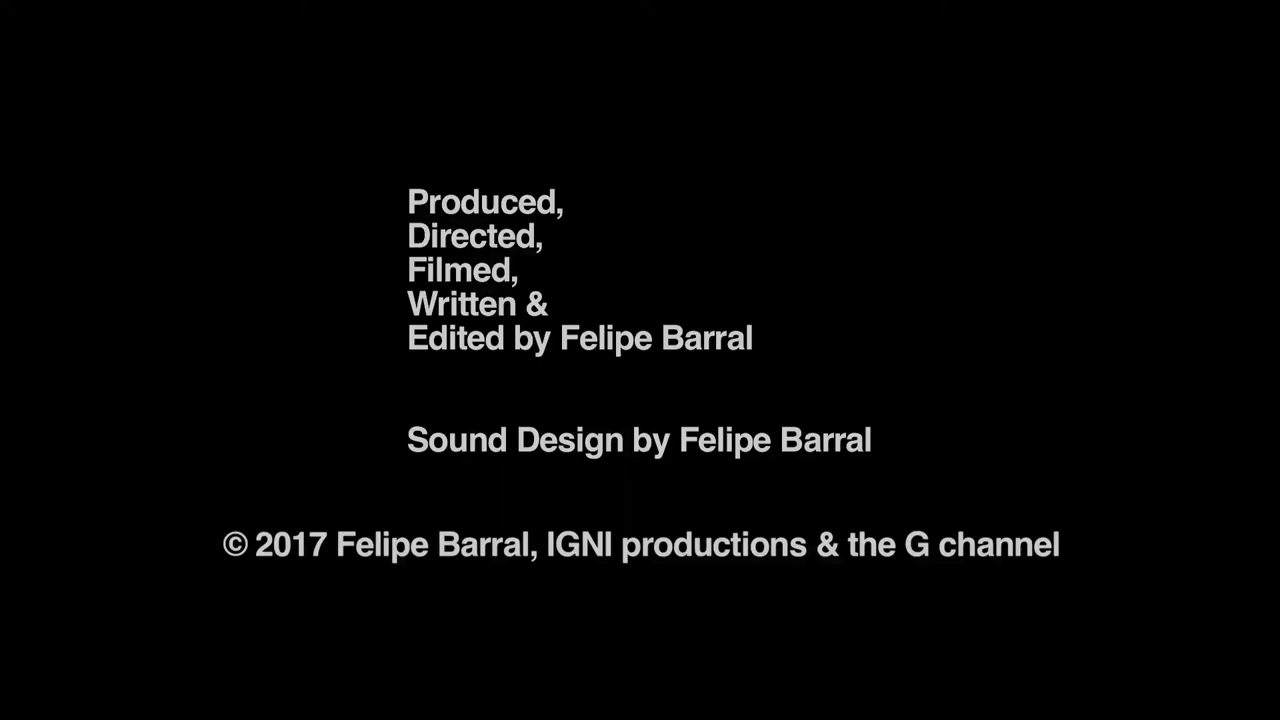 Produced,
Directed,
Filmed,
Written &
Edited by Felipe Barral
Sound Design by Felipe Barral
© 2017 Felipe Barral, IGNI productions & the G channel